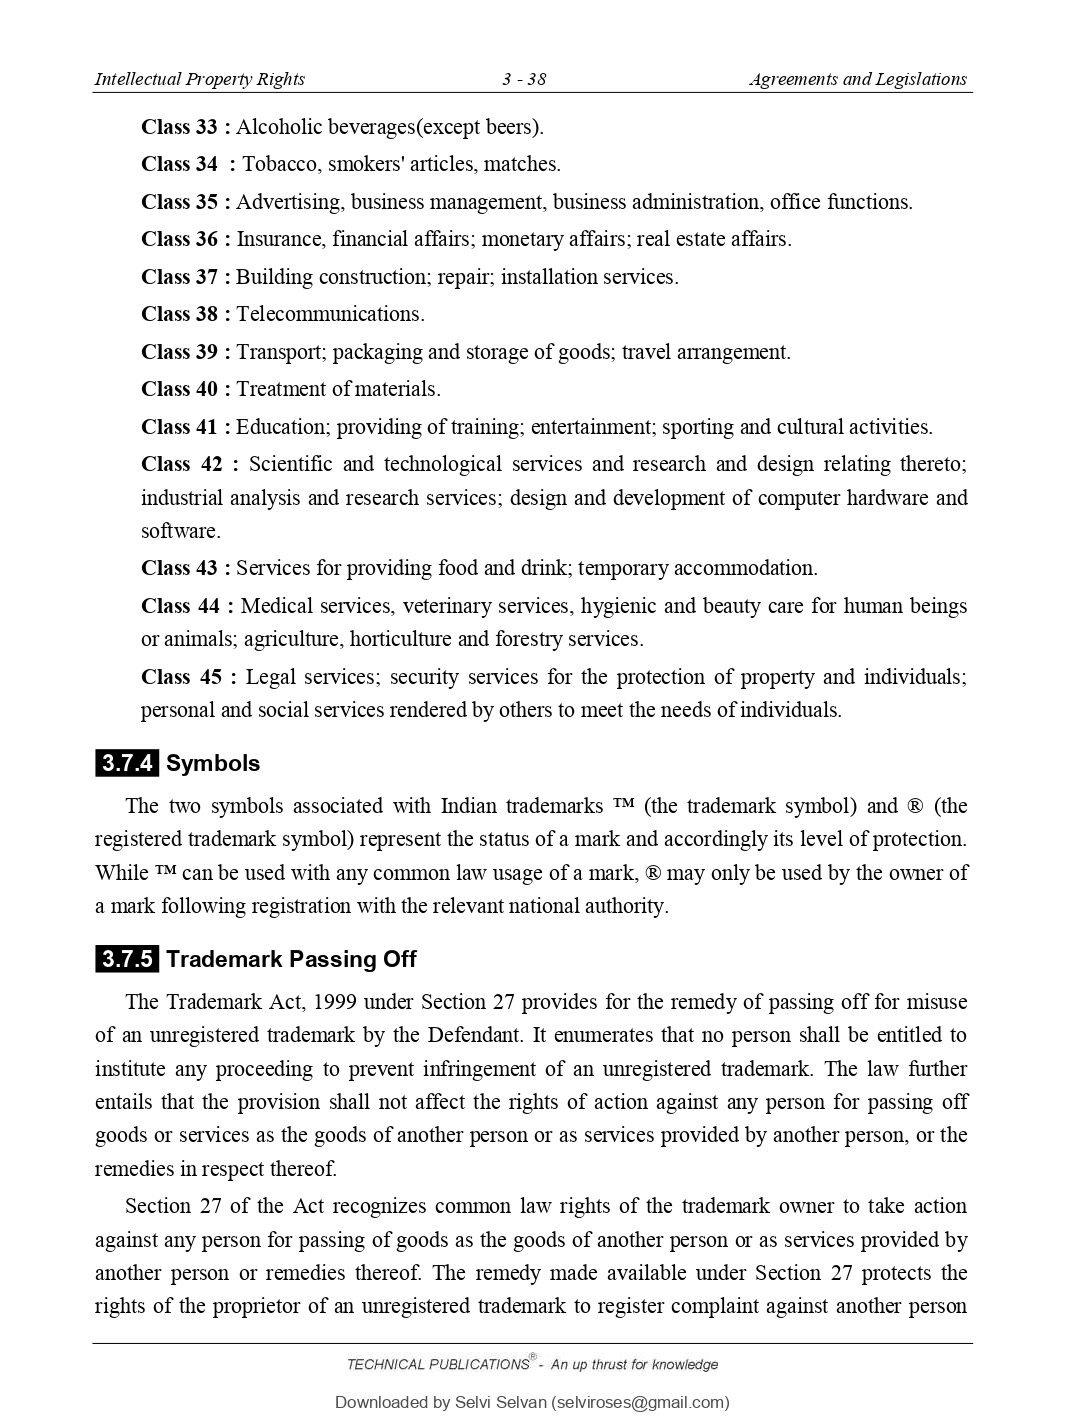 Intellectual Property Rights 3 - 38 Agreements and Legislations
Class 33 : Alcoholic beverages(except beers).
Class 34 : Tobacco, smokers' articles, matches.
Class 35 : Advertising, business management, business administration, office functions.
Class 36 : Insurance, financial affairs; monetary affairs; real estate affairs.
Class 37 : Building construction; repair; installation services.
Class 38 : Telecommunications.
Class 39 : Transport; packaging and storage of goods; travel arrangement.
Class 40 : Treatment of materials.
Class 41 : Education; providing of training; entertainment; sporting and cultural activities.
Class 42 : Scientific and technological services and research and design relating thereto;
industrial analysis and research services; design and development of computer hardware and
software.
Class 43 : Services for providing food and drink; temporary accommodation.
Class 44 : Medical services, veterinary services, hygienic and beauty care for human beings
or animals; agriculture, horticulture and forestry services.
Class 45 : Legal services; security services for the protection of property and individuals;
personal and social services rendered by others to meet the needs of individuals.
3.7.4 Symbols
The two symbols associated with Indian trademarks ™ (the trademark symbol) and ® (the
registered trademark symbol) represent the status of a mark and accordingly its level of protection.
While ™ can be used with any common law usage of a mark, ® may only be used by the owner of
a mark following registration with the relevant national authority.
3.7.5 Trademark Passing Off
The Trademark Act, 1999 under Section 27 provides for the remedy of passing off for misuse
of an unregistered trademark by the Defendant. It enumerates that no person shall be entitled to
institute any proceeding to prevent infringement of an unregistered trademark. The law further
entails that the provision shall not affect the rights of action against any person for passing off
goods or services as the goods of another person or as services provided by another person, or the
remedies in respect thereof.
Section 27 of the Act recognizes common law rights of the trademark owner to take action
against any person for passing of goods as the goods of another person or as services provided by
another person or remedies thereof. The remedy made available under Section 27 protects the
rights of the proprietor of an unregistered trademark to register complaint against another person
TECHNICAL PUBLICATIONS® - An up thrust for knowledge
Downloaded by Selvi Selvan (selviroses@gmail.com)